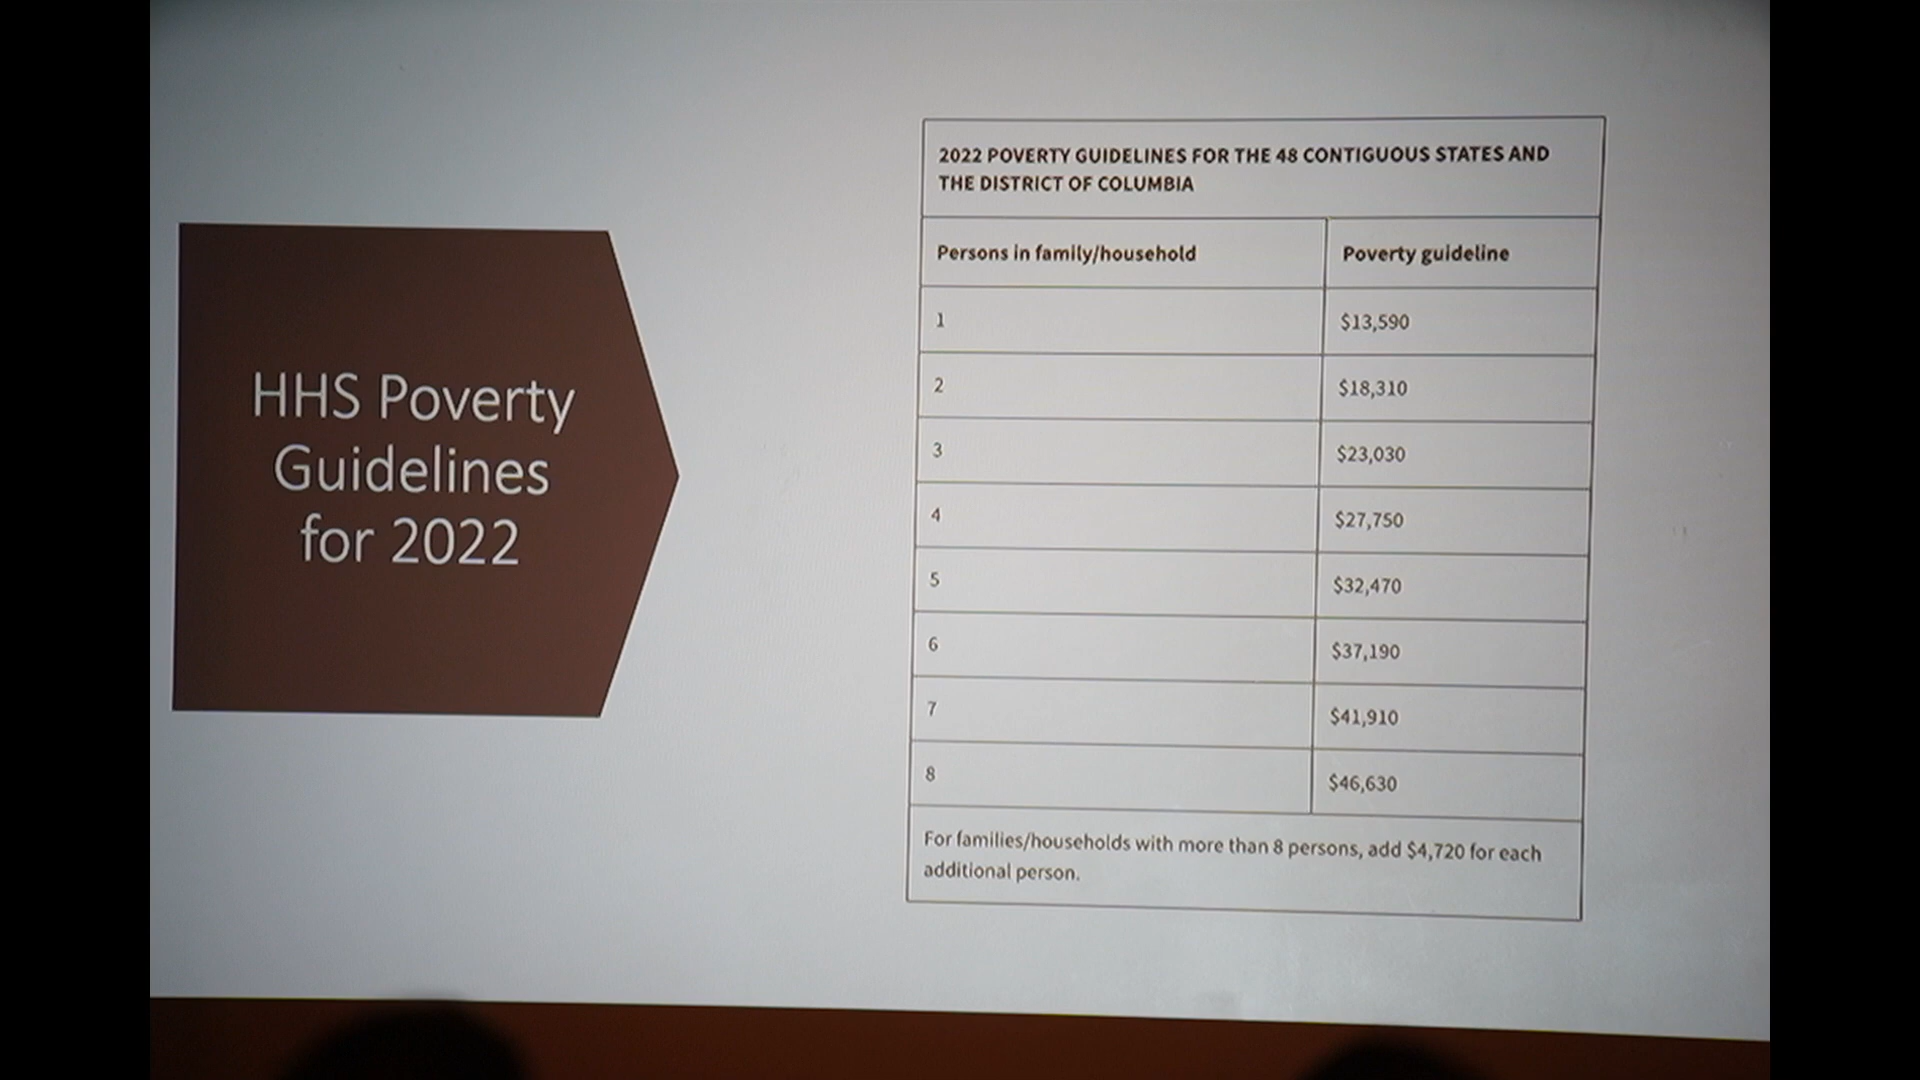 HHS Poverty
Guidelines
for 2022
2022 POVERTY GUIDELINES FOR THE 48 CONTIGUOUS STATES AND
THE DISTRICT OF COLUMBIA
Persons in family/household Poverty guideline
1 $13,590
2 $18,310
3 $23,030
4 $27,750
5 $32,470
6 $37,190
7 $41,910
8 $46,630
For families/households with more than 8 persons, add $4,720 for each
additional person.